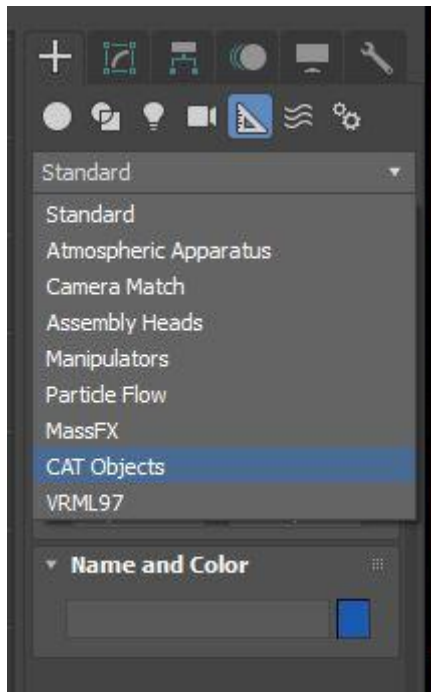 Standard
Standard
Atmospheric Apparatus
Camera Match
Assembly Heads
Manipulators
Particle Flow
MassFX
CAT Objects
VRML97
Name and Color